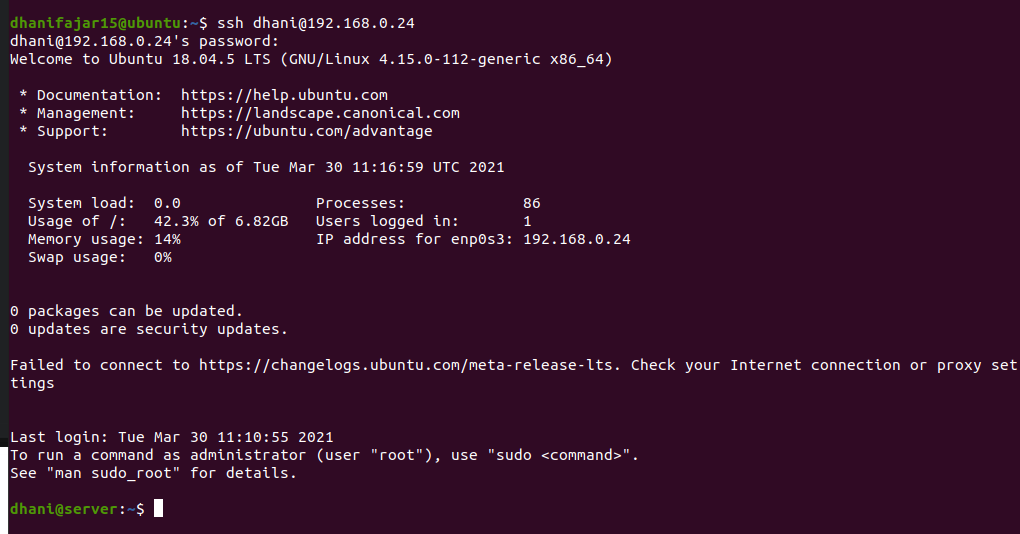 dhanifajar15@ubuntu:~$ ssh dhani@192.168.0.24
dhani@192.168.0.24's password:
Welcome to Ubuntu 18.04.5 LTS (GNU/Linux 4.15.0-112-generic x86_64)
* Documentation:  https://help.ubuntu.com
* Management:     https://landscape.canonical.com
* Support:        https://ubuntu.com/advantage
System information as of Tue Mar 30 11:16:59 UTC 2021
System load:  0.0               Processes:             86
Usage of /:   42.3% of 6.82GB   Users logged in:       1
Memory usage: 14%               IP address for enp0s3: 192.168.0.24
Swap usage:   0%
0 packages can be updated.
0 updates are security updates.
Failed to connect to https://changelogs.ubuntu.com/meta-release-lts. Check your Internet connection or proxy set
tings
Last login: Tue Mar 30 11:10:55 2021
To run a command as administrator (user "root"), use "sudo <command>".
See "man sudo_root" for details.
dhani@server:~$